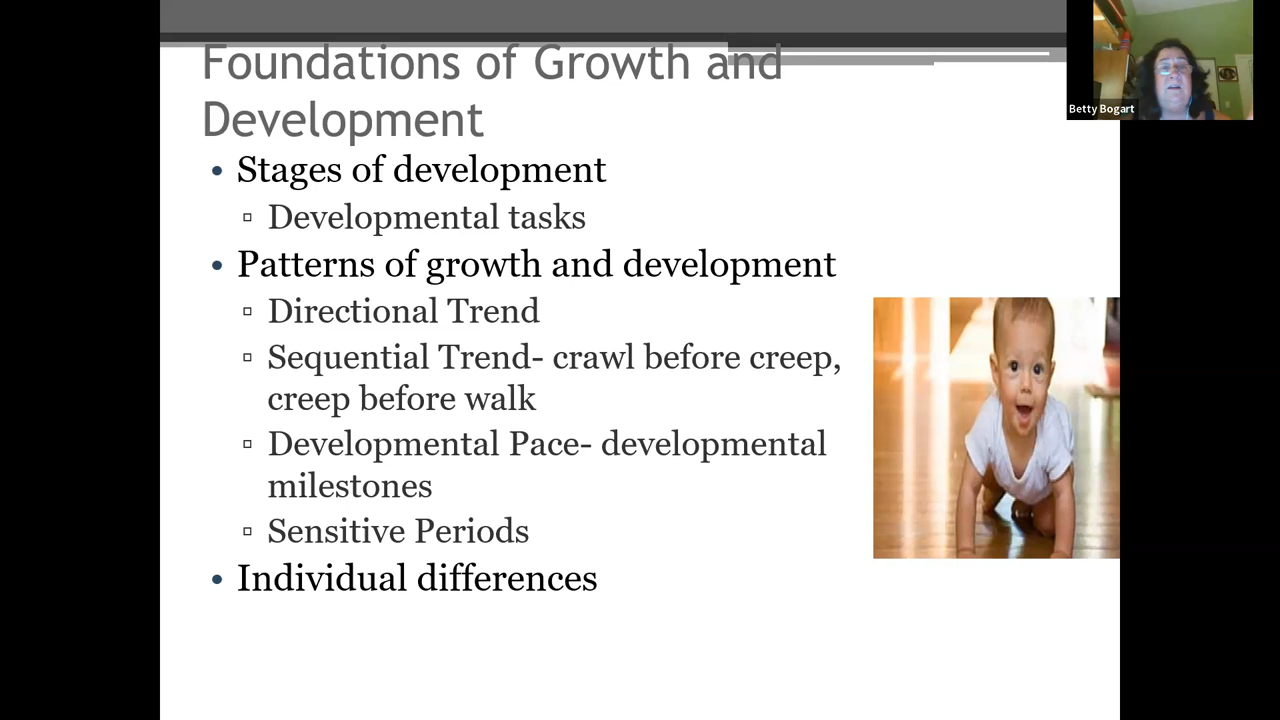 Foundations of Growth and
Development
• Stages of development
▫ Developmental tasks
• Patterns of growth and development
▫ Directional Trend
▫ Sequential Trend- crawl before creep,
creep before walk
▫ Developmental Pace- developmental
milestones
▫ Sensitive Periods
• Individual differences
Betty Bogart